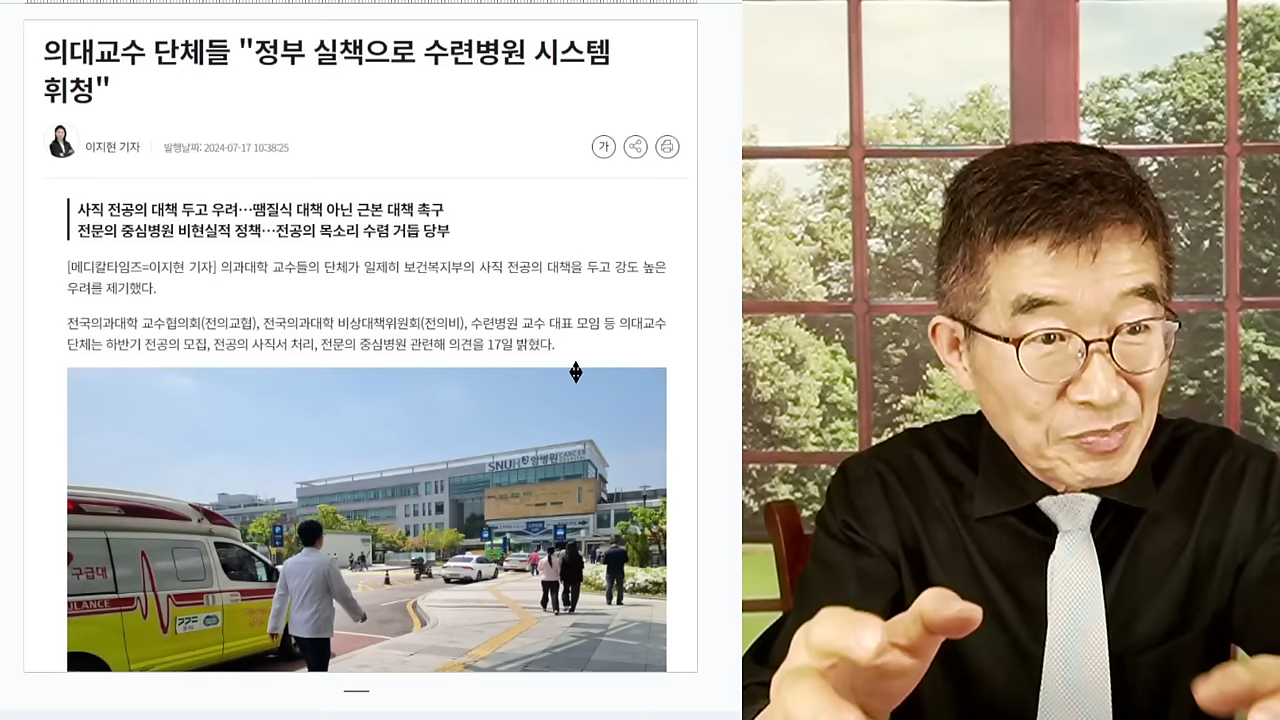 의대교수 단체들 "정부 실책으로 수련병원 시스템
휘청"
이지현 기자
발행날짜: 2024-07-17 10:38:25
가
사직 전공의 대책 두고 우려…땜질식 대책 아닌 근본 대책 촉구
전문의 중심병원 비현실적 정책…전공의 목소리 수렴 거듭 당부
[메디칼타임즈=이지현 기자] 의과대학 교수들의 단체가 일제히 보건복지부의 사직 전공의 대책을 두고 강도 높은
우려를 제기했다.
전국의과대학 교수협의회(전의교협), 전국의과대학 비상대책위원회(전의비), 수련병원 교수 대표 모임 등 의대교수
단체는 하반기 전공의 모집, 전공의 사직서 처리, 전문의 중심병원 관련해 의견을 17일 밝혔다.
SNUH 암병원 CANCER
구급대
ULANCE